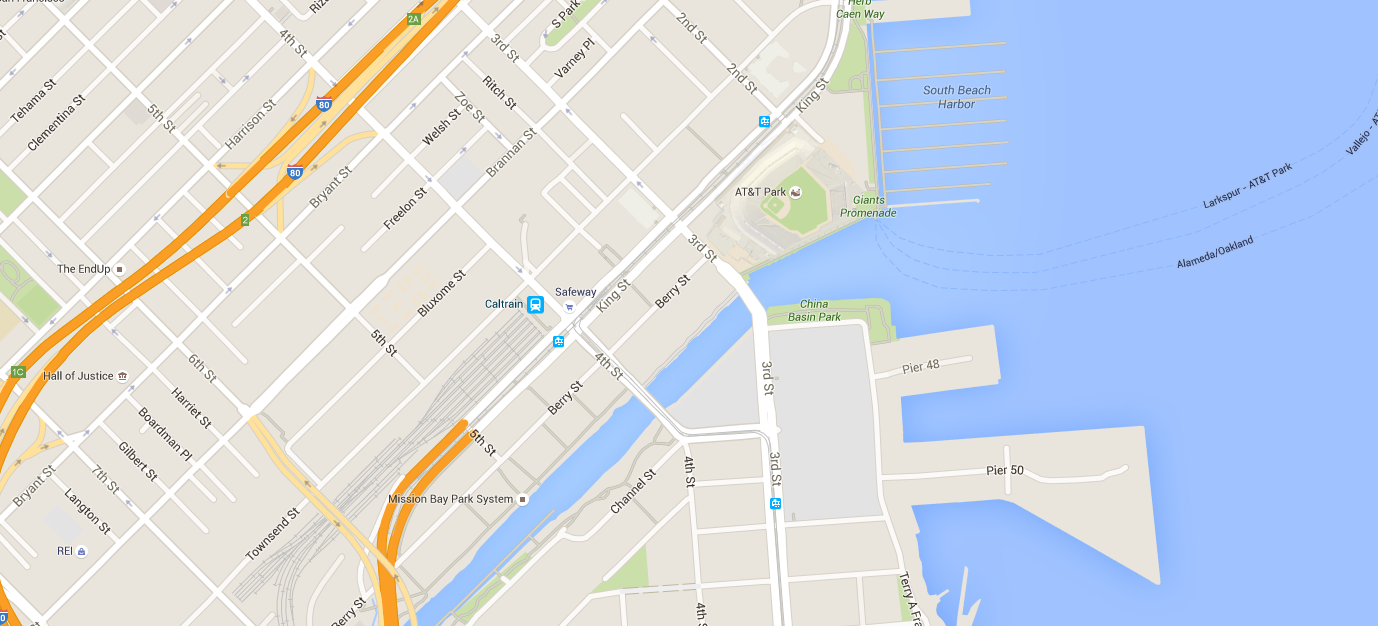 San Francisco
2A
4th St
3rd St
S Park
Varney Pl
2nd St
Herb
Caen Way
Tehama St
Clementina St
5th St
Harrison St
80
Zoe St
Ritch St
Welsh St
Brannan St
2nd St
King St
South Beach
Harbor
80
Bryant St
Freelon St
AT&T Park
Giants
Promenade
Larkspur - AT&T Park
Vallejo - AT
Alameda/Oakland
2
The EndUp
Bluxome St
Caltrain
Safeway
King St
3rd St
Berry St
China
Basin Park
1C
Hall of Justice
5th St
6th St
4th St
Berry St
3rd St
Pier 48
Harriet St
Boardman Pl
Gilbert St
7th St
Bryant St
Langton St
5th St
Mission Bay Park System
Channel St
4th St
3rd St
Pier 50
REI
Townsend St
Berry St
4th St
Terry A Fra